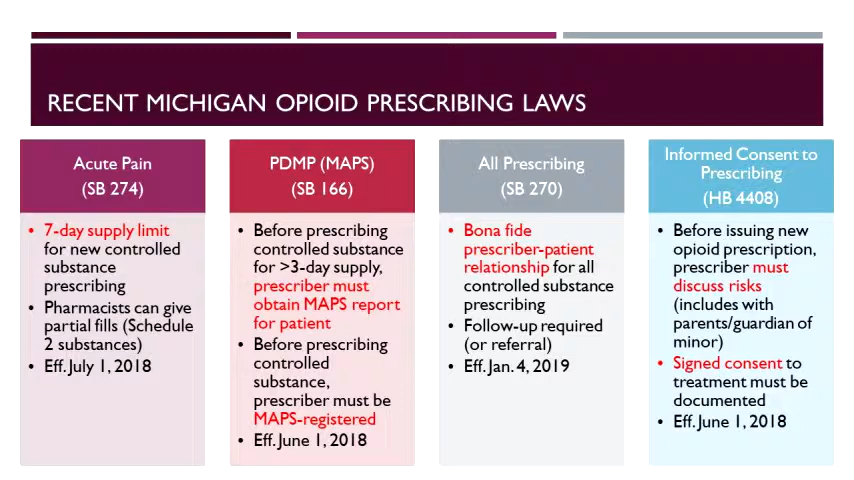 RECENT MICHIGAN OPIOID PRESCRIBING LAWS
Acute Pain
(SB 274)
• 7-day supply limit
for new controlled
substance
prescribing
• Pharmacists can give
partial fills (Schedule
2 substances)
• Eff. July 1, 2018
PDMP (MAPS)
(SB 166)
• Before prescribing
controlled substance
for >3-day supply,
prescriber must
obtain MAPS report
for patient
• Before prescribing
controlled
substance,
prescriber must be
MAPS-registered
• Eff. June 1, 2018
All Prescribing
(SB 270)
• Bona fide
prescriber-patient
relationship for all
controlled substance
prescribing
• Follow-up required
(or referral)
• Eff. Jan. 4, 2019
Informed Consent to
Prescribing
(HB 4408)
• Before issuing new
opioid prescription,
prescriber must
discuss risks
(includes with
parents/guardian of
minor)
• Signed consent to
treatment must be
documented
• Eff. June 1, 2018